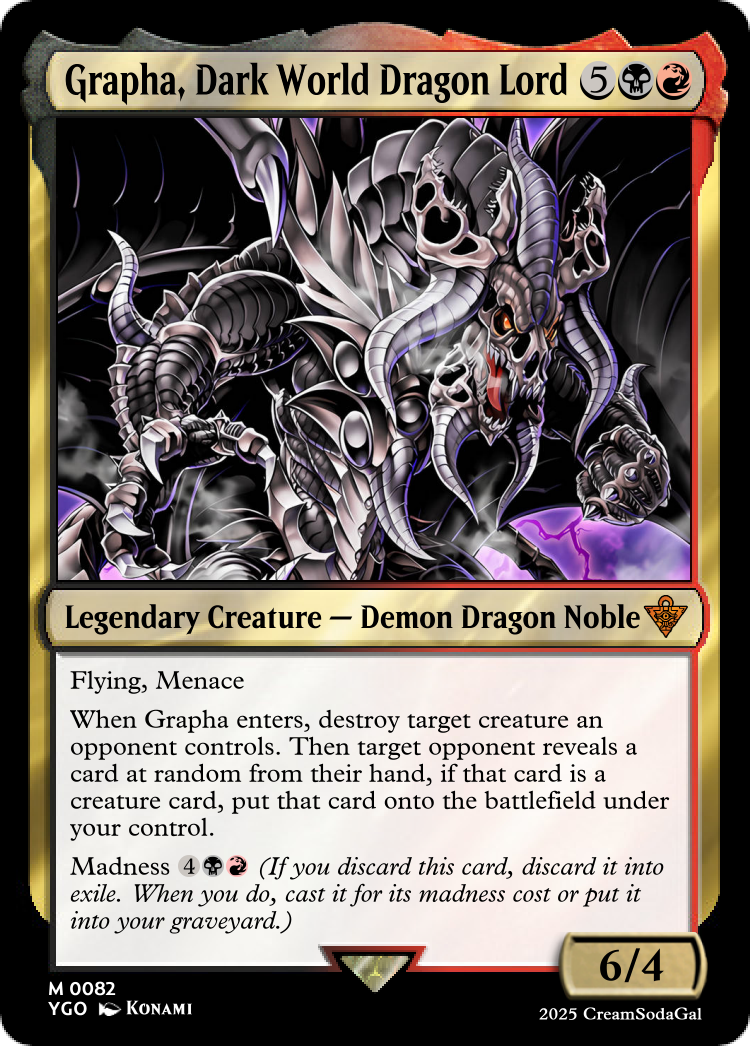 Grapha, Dark World Dragon Lord 5
Legendary Creature — Demon Dragon Noble
Flying, Menace
When Grapha enters, destroy target creature an
opponent controls. Then target opponent reveals a
card at random from their hand, if that card is a
creature card, put that card onto the battlefield under
your control.
Madness 4 (If you discard this card, discard it into
exile. When you do, cast it for its madness cost or put it
into your graveyard.)
6/4
M 0082
YGO KONAMI
2025 CreamSodaGal